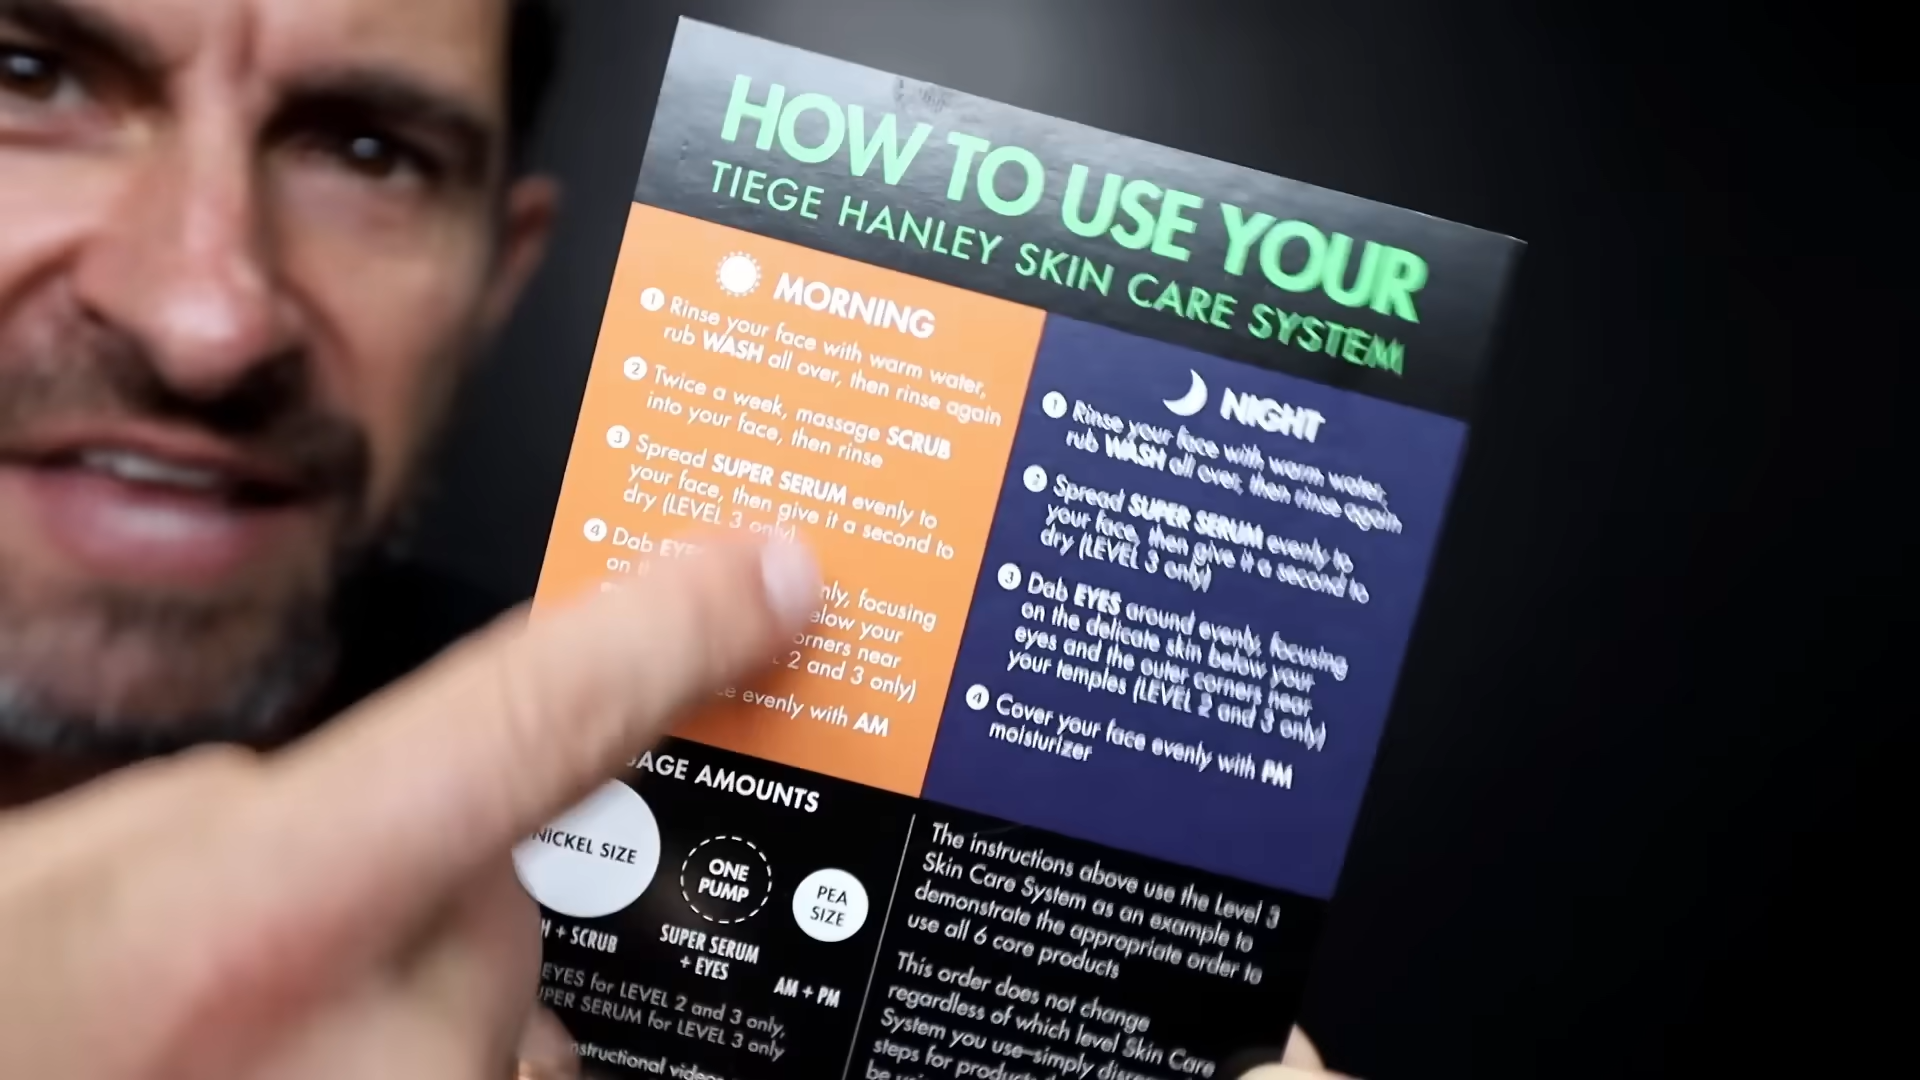 HOW TO USE YOUR
TIEGE HANLEY SKIN CARE SYSTEM
MORNING
1 Rinse your face with warm water,
rub WASH all over, then rinse again
2 Twice a week, massage SCRUB
into your face, then rinse
3 Spread SUPER SERUM evenly to
your face, then give it a second to
dry (LEVEL 3 only)
4 Dab
on
focusing
your
near
2 and 3 only)
evenly with AM
NIGHT
1 Rinse your face with warm water,
rub WASH all over, then rinse again
2 Spread SUPER SERUM evenly to
your face, then give it a second to
dry (LEVEL 3 only)
3 Dab EYES around evenly, focusing
on the delicate skin below your
eyes and the outer corners near
your temples (LEVEL 2 and 3 only)
4 Cover your face evenly with PM
moisturizer
AMOUNTS
NICKEL SIZE
ONE
PUMP
PEA
SIZE
+ SCRUB
SUPER SERUM
+ EYES
AM + PM
EYES for LEVEL 2 and 3 only,
SERUM for LEVEL 3 only
The instructions above use the Level 3
Skin Care System as an example to
demonstrate the appropriate order to
use all 6 core products
This order does not change
regardless of which level Skin Care
System you use–simply
steps for
be